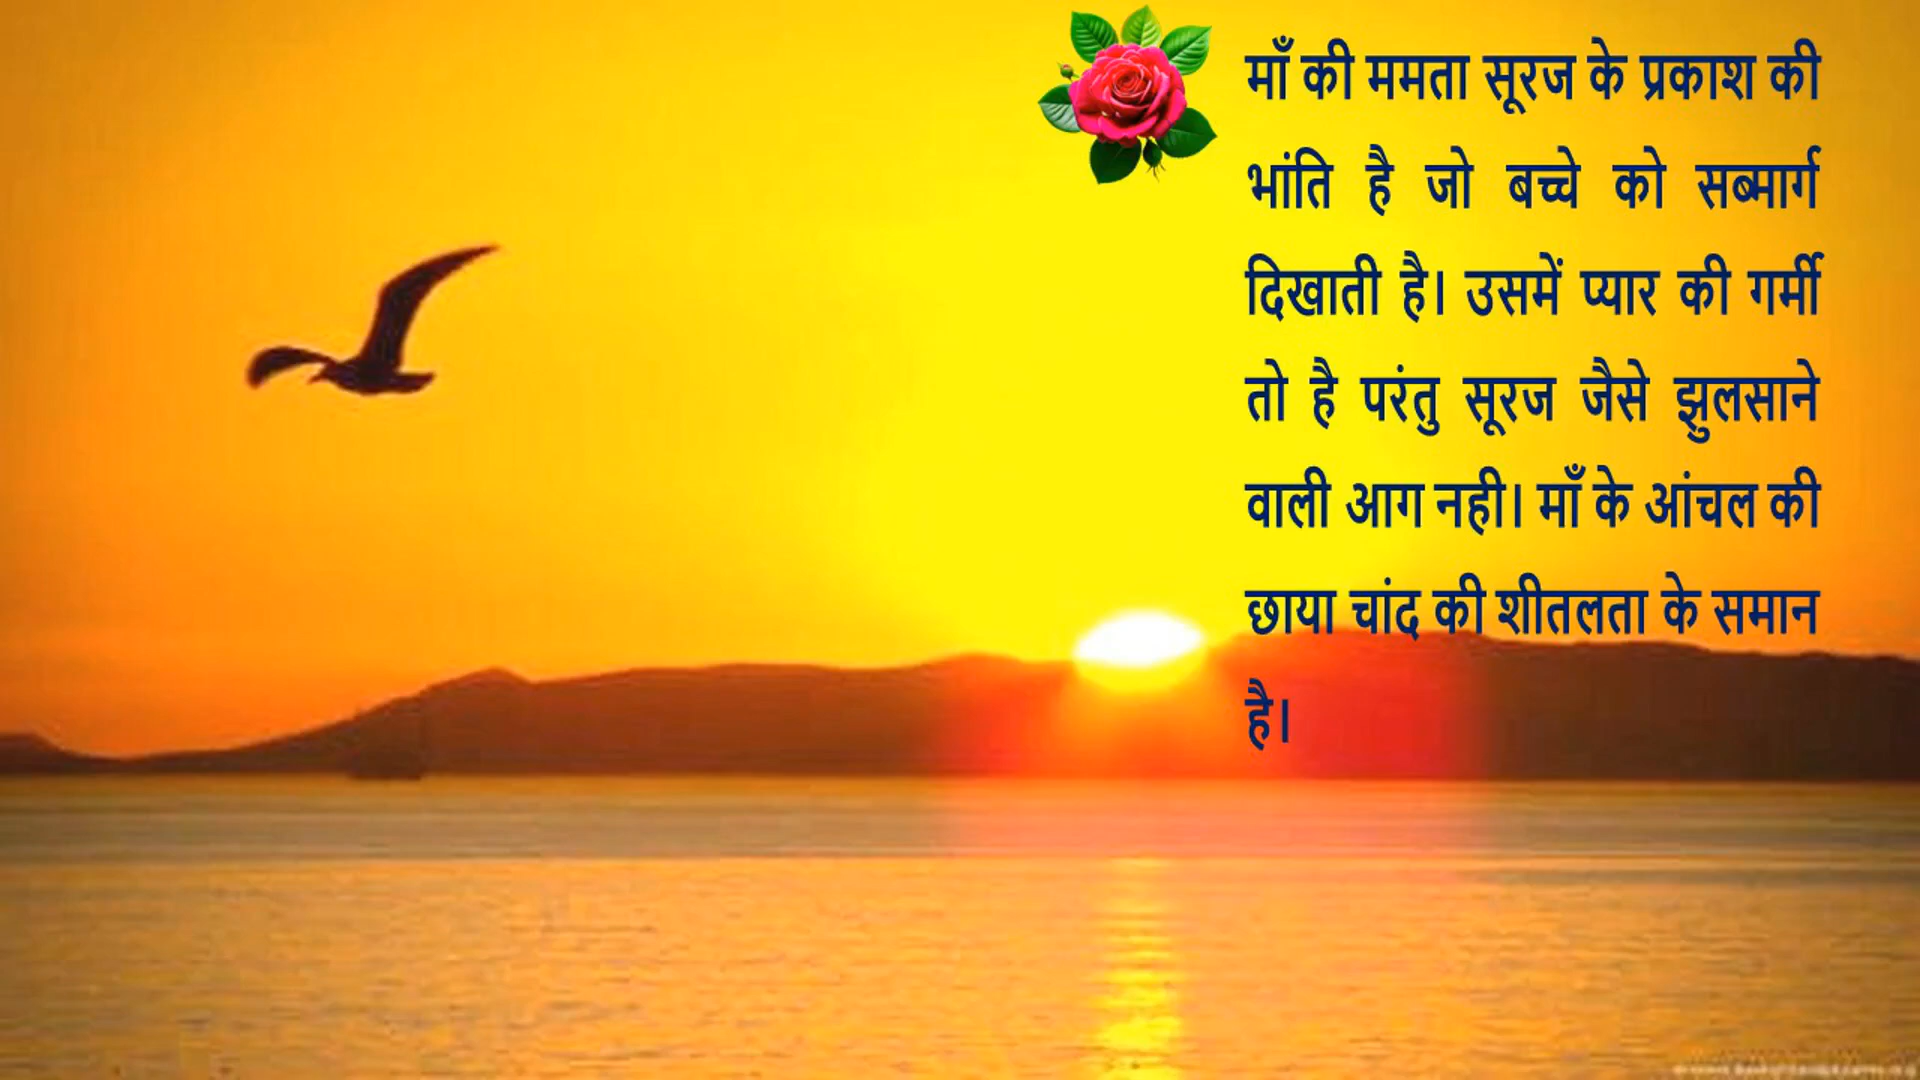 माँ की ममता सूरज के प्रकाश की
भांति है जो बच्चे को सब्मार्ग
दिखाती है। उसमें प्यार की गर्मी
तो है परंतु सूरज जैसे झुलसाने
वाली आग नही। माँ के आंचल की
छाया चांद की शीतलता के समान
है।